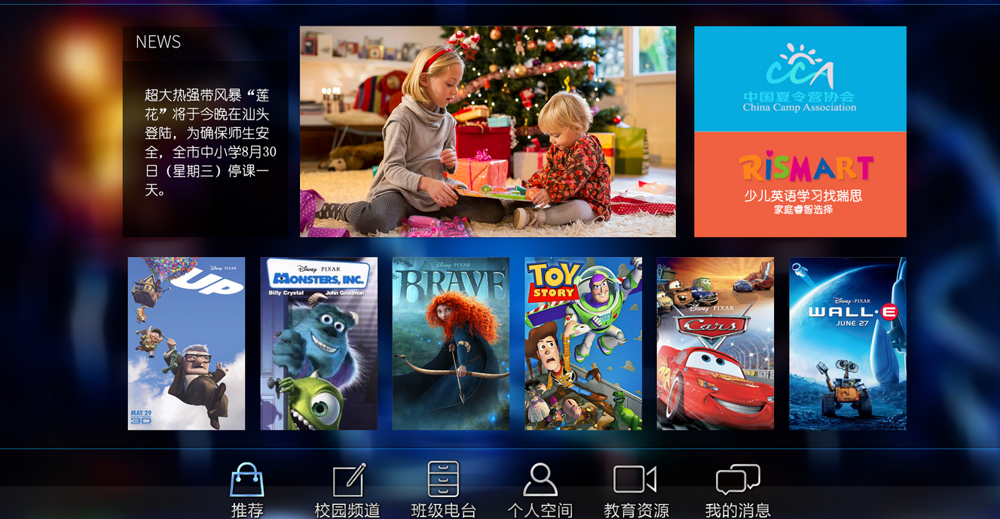 NEWS
超大热强带风暴“莲
花”将于今晚在汕头
登陆，为确保师生安
全，全市中小学8月30
日（星期三）停课一
天。
CCA
中国夏令营协会
China Camp Association
RiSMART
少儿英语学习找瑞思
家庭睿智选择
Disney·PIXAR
UP
MAY 29
3D
Disney·PIXAR
MONSTERS, INC.
Billy Crystal John Goodman
Disney·PIXAR
BRAVE
TOY
STORY
Disney·PIXAR
Cars
95
Disney·PIXAR
WALL·E
JUNE 27
推荐
校园频道
班级电台
个人空间
教育资源
我的消息